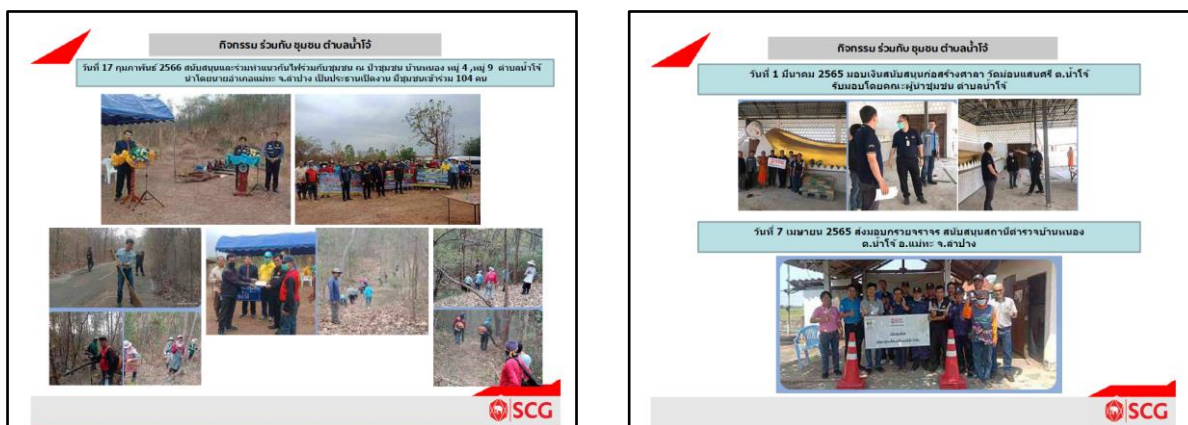 กิจกรรม ร่วมกับ ชุมชน ตำบลน้ำโจ้
วันที่ 17 กุมภาพันธ์ 2566 สนับสนุนและร่วมทำแนวกันไฟร่วมกับชุมชน ณ ป่าชุมชน บ้านหนอง หมู่ 4 ,หมู่ 9 ตำบลน้ำโจ้
นำโดยนายอำเภอแม่ทะ จ.ลำปาง เป็นประธานเปิดงาน มีชุมชนเข้าร่วม 104 คน
SCG
กิจกรรม ร่วมกับ ชุมชน ตำบลน้ำโจ้
วันที่ 1 มีนาคม 2565 มอบเงินสนับสนุนก่อสร้างศาลา วัดม่อนแสนศรี ต.น้ำโจ้
รับมอบโดยคณะผู้นำชุมชน ตำบลน้ำโจ้
วันที่ 7 เมษายน 2565 ส่งมอบกรวยจราจร สนับสนุนสถานีตำรวจบ้านหนอง
ต.น้ำโจ้ อ.แม่ทะ จ.ลำปาง
SCG